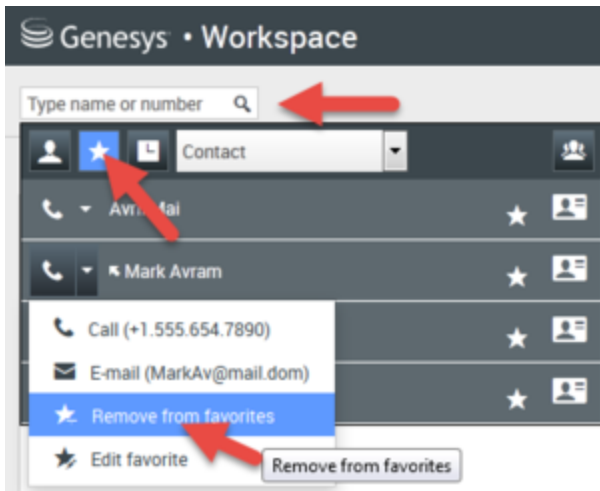 Genesys • Workspace
Type name or number
Contact
Mai
Mark Avram
Call (+1.555.654.7890)
E-mail (MarkAv@mail.dom)
Remove from favorites
Edit favorite
Remove from favorites